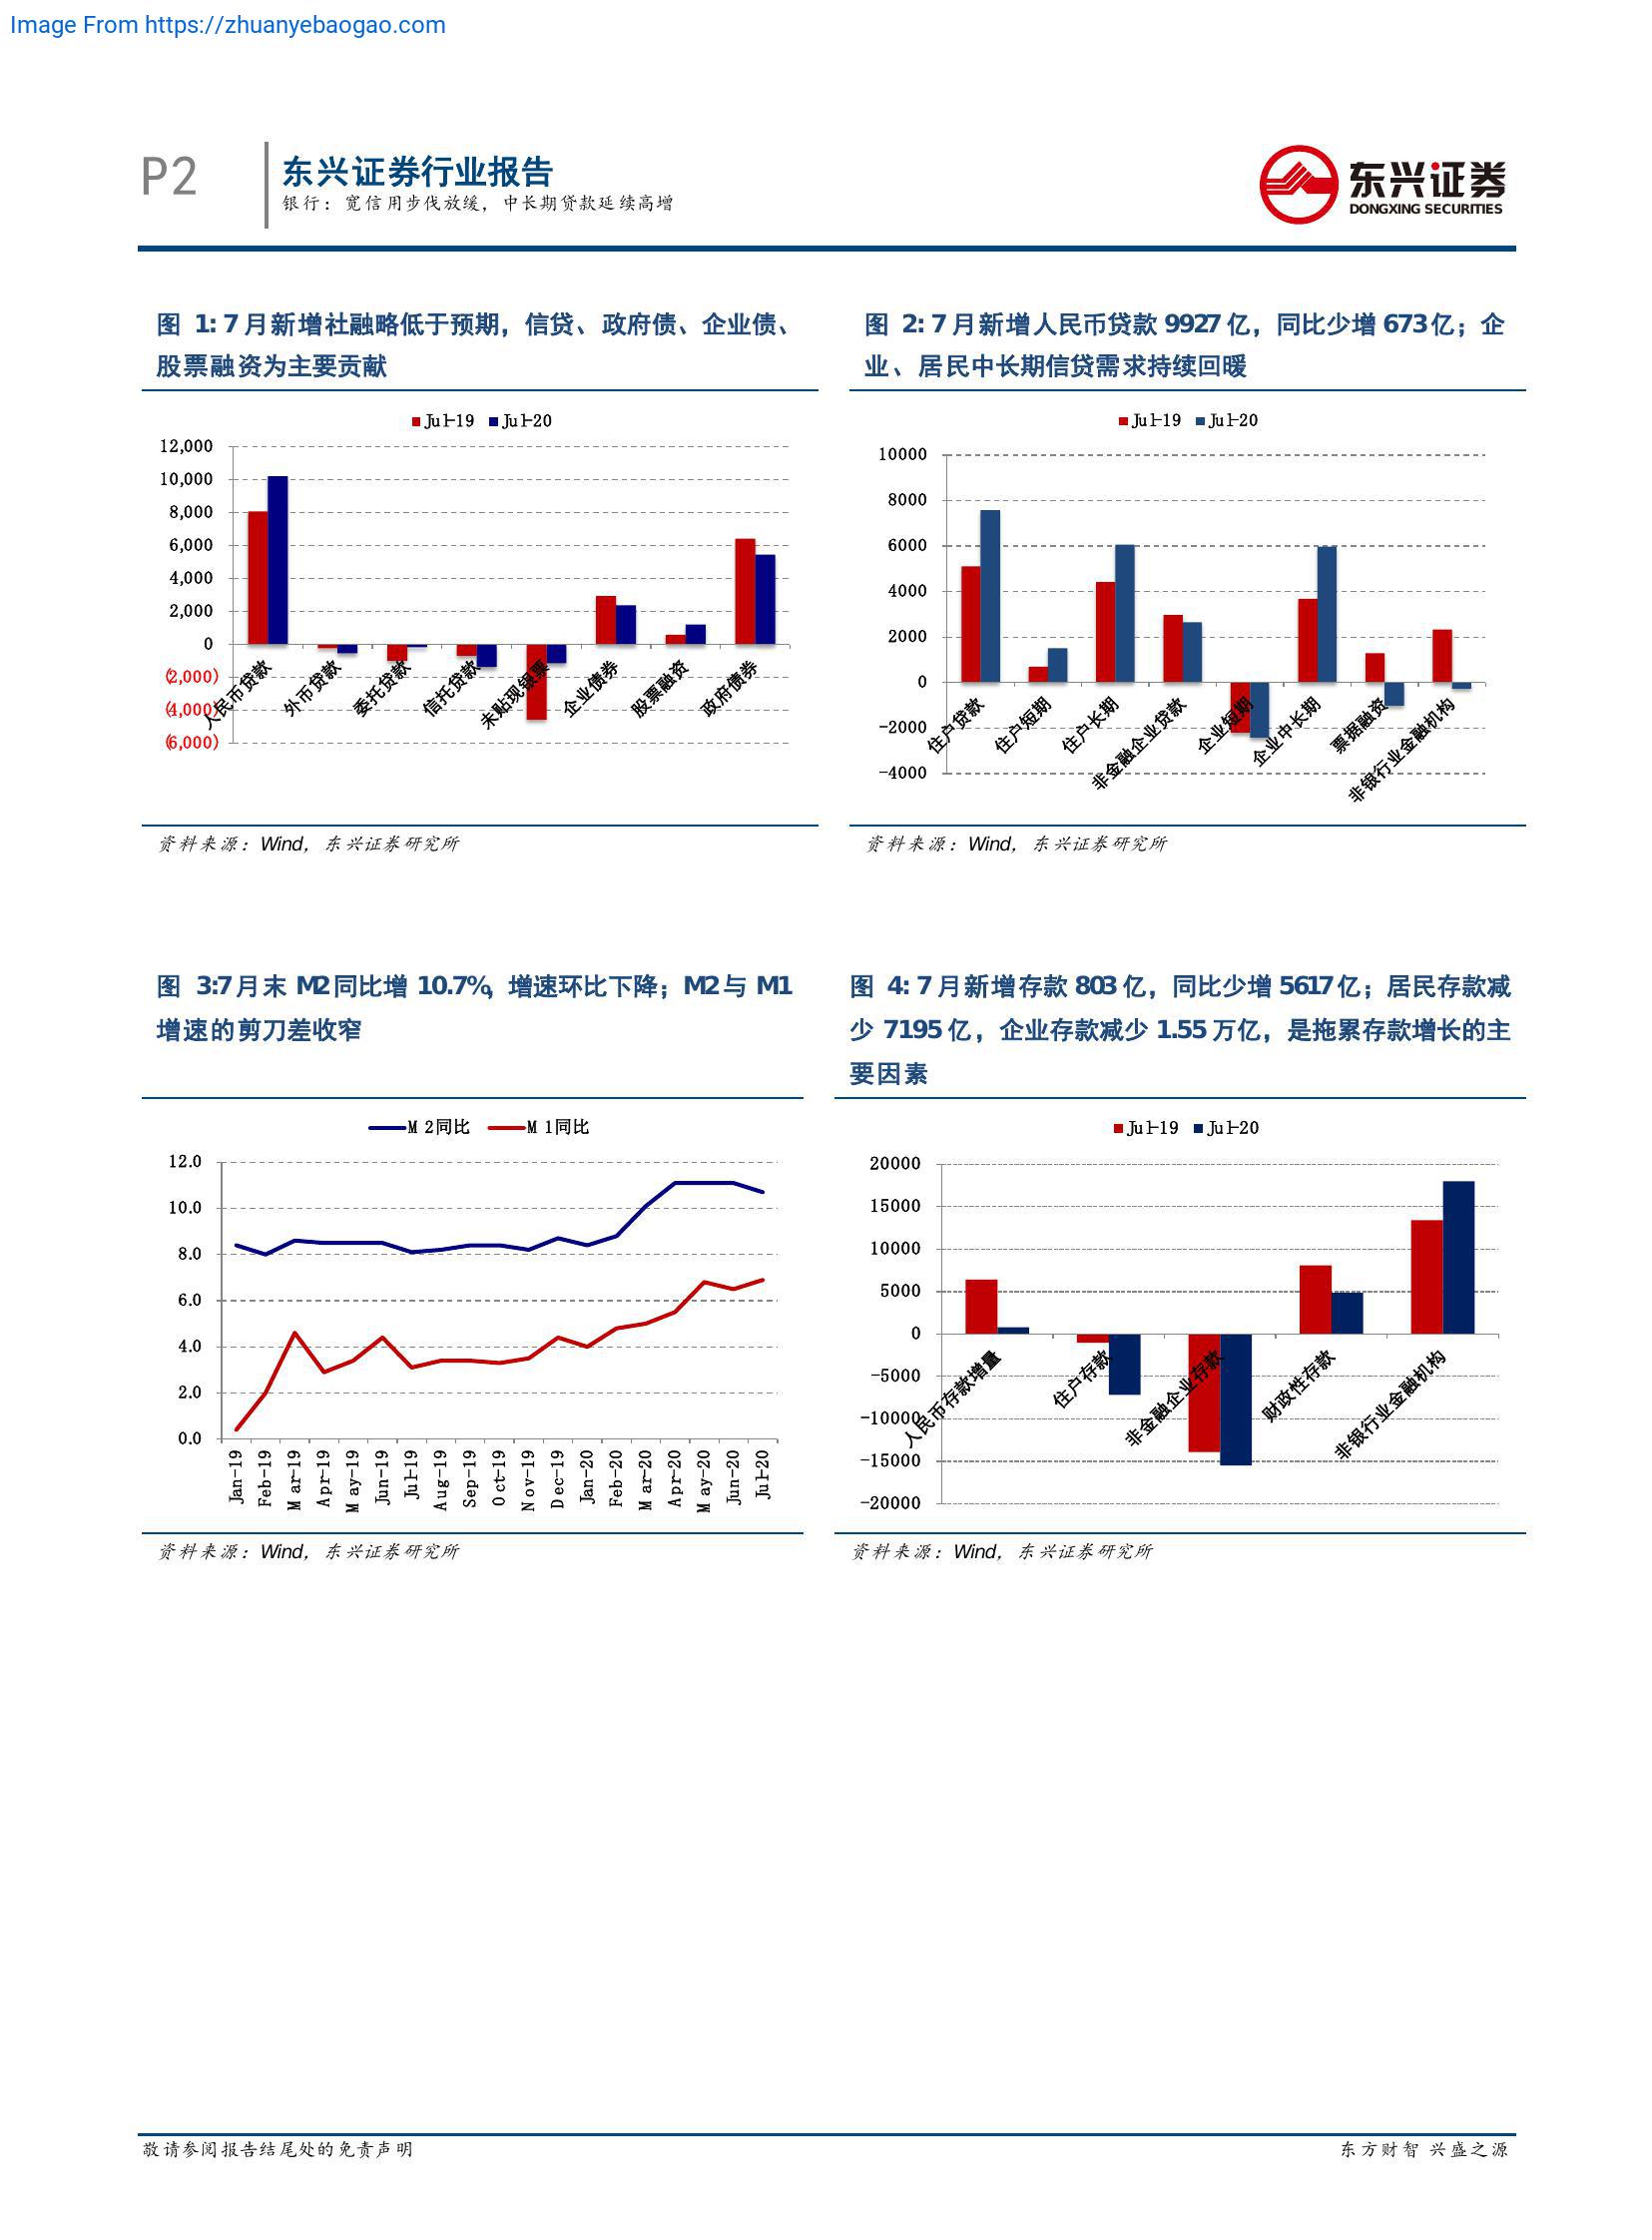 Image From https://zhuanyebaogao.com
P2
东兴证券行业报告
银行：宽信用步伐放缓，中长期贷款延续高增
东兴证券
DONGXING SECURITIES
图 1: 7 月新增社融略低于预期，信贷、政府债、企业债、
股票融资为主要贡献
Jul-19 Jul-20
12,000
10,000
8,000
6,000
4,000
2,000
0
(2,000)
(4,000)
(6,000)
人民币贷款
外币贷款
委托贷款
信托贷款
未贴现银票
企业债券
股票融资
政府债券
资料来源：Wind，东兴证券研究所
图 2: 7 月新增人民币贷款 9927 亿，同比少增 673 亿；企
业、居民中长期信贷需求持续回暖
Jul-19 Jul-20
10000
8000
6000
4000
2000
0
-2000
-4000
住户贷款
住户短期
住户长期
非金融企业贷款
企业短期
企业中长期
票据融资
非银行业金融机构
资料来源：Wind，东兴证券研究所
图 3:7 月末 M2 同比增 10.7%，增速环比下降；M2 与 M1
增速的剪刀差收窄
M2同比 M1同比
12.0
10.0
8.0
6.0
4.0
2.0
0.0
Jan-19
Feb-19
Mar-19
Apr-19
May-19
Jun-19
Jul-19
Aug-19
Sep-19
Oct-19
Nov-19
Dec-19
Jan-20
Feb-20
Mar-20
Apr-20
May-20
Jun-20
Jul-20
资料来源：Wind，东兴证券研究所
图 4: 7 月新增存款 803 亿，同比少增 5617 亿；居民存款减
少 7195 亿，企业存款减少 1.55 万亿，是拖累存款增长的主
要因素
Jul-19 Jul-20
20000
15000
10000
5000
0
-5000
-10000
-15000
-20000
人民币存款增量
住户存款
非金融企业存款
财政性存款
非银行业金融机构
资料来源：Wind，东兴证券研究所
敬请参阅报告结尾处的免责声明
东方财智 兴盛之源